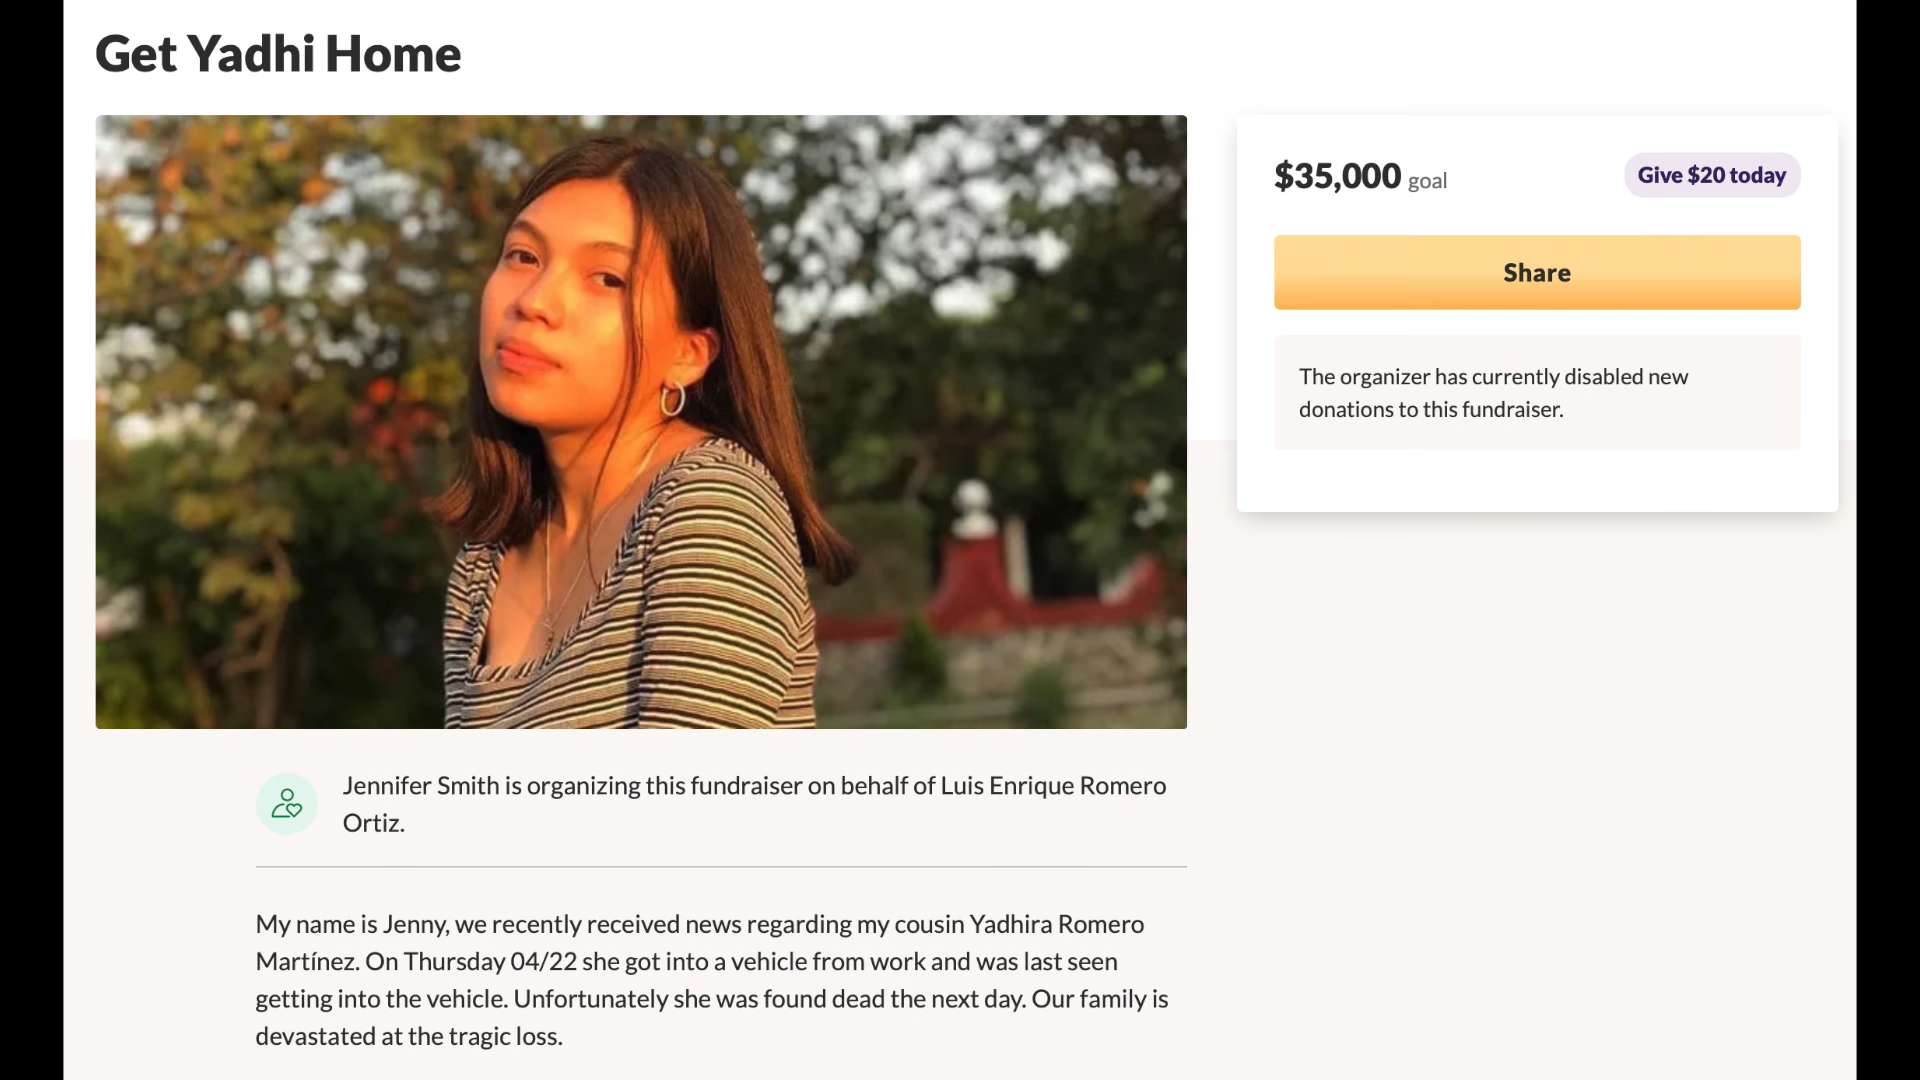 Get Yadhi Home
$35,000 goal
Give $20 today
Share
The organizer has currently disabled new
donations to this fundraiser.
Jennifer Smith is organizing this fundraiser on behalf of Luis Enrique Romero
Ortiz.
My name is Jenny, we recently received news regarding my cousin Yadhira Romero
Martínez. On Thursday 04/22 she got into a vehicle from work and was last seen
getting into the vehicle. Unfortunately she was found dead the next day. Our family is
devastated at the tragic loss.